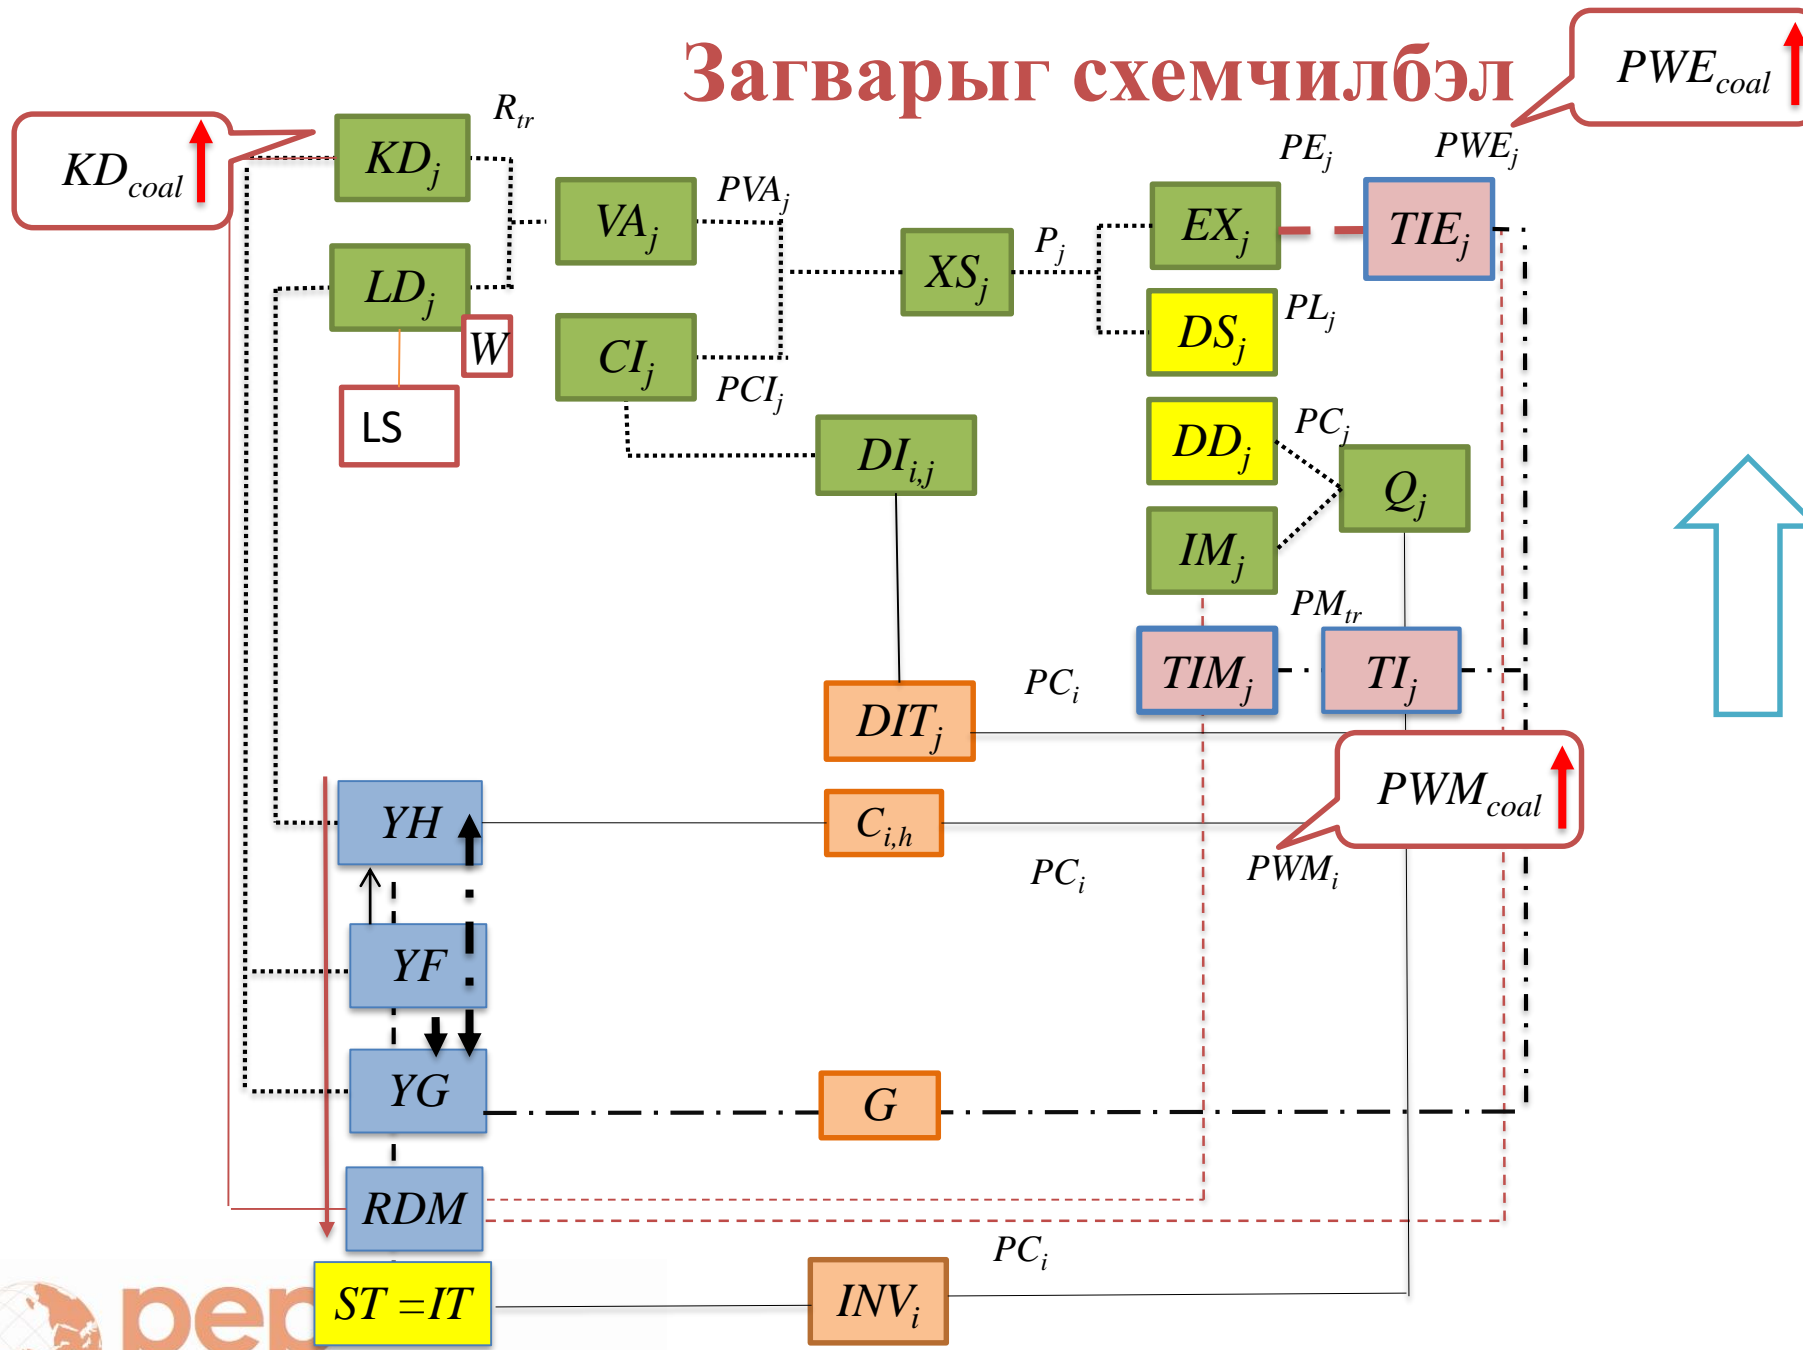 Загварыг схемчилбэл
PWE_coal
KD_coal
R_tr
KD_j
PE_j
PWE_j
PVA_j
VA_j
EX_j
TIE_j
P_j
XS_j
LD_j
W
CI_j
PCI_j
DS_j
PL_j
LS
DD_j
PC_j
DI_i,j
Q_j
IM_j
PM_tr
TIM_j
TI_j
PC_i
DIT_j
PWM_coal
YH
C_i,h
PC_i
PWM_i
YF
YG
G
RDM
PC_i
ST =IT
INV_i
pep